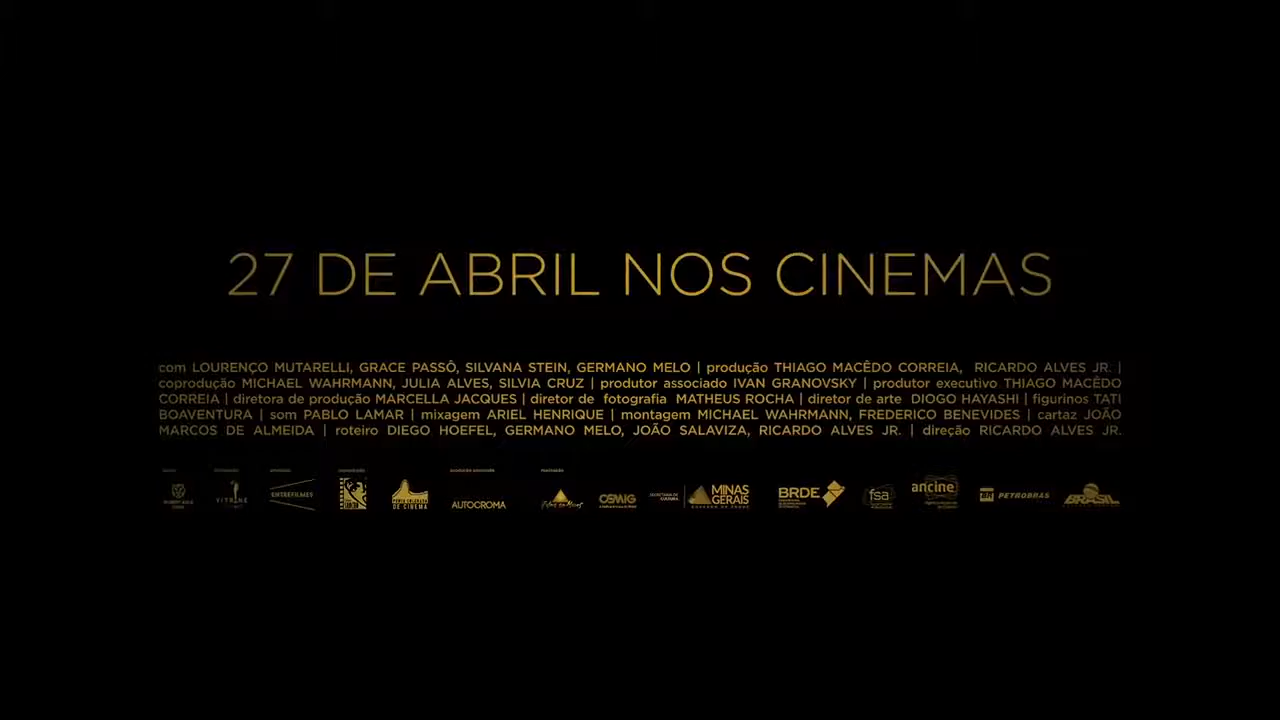 27 DE ABRIL NOS CINEMAS
com LOURENÇO MUTARELLI, GRACE PASSÔ, SILVANA STEIN, GERMANO MELO | produção THIAGO MACÊDO CORREIA, RICARDO ALVES JR. |
coprodução MICHAEL WAHRMANN, JULIA ALVES, SILVIA CRUZ | produtor associado IVAN GRANOVSKY | produtor executivo THIAGO MACÊDO
CORREIA | diretora de produção MARCELLA JACQUES | diretor de fotografia MATHEUS ROCHA | diretor de arte DIOGO HAYASHI | figurinos TATI
BOAVENTURA | som PABLO LAMAR | mixagem ARIEL HENRIQUE | montagem MICHAEL WAHRMANN, FREDERICO BENEVIDES | cartaz JOÃO
MARCOS DE ALMEIDA | roteiro DIEGO HOEFEL, GERMANO MELO, JOÃO SALAVIZA, RICARDO ALVES JR. | direção RICARDO ALVES JR.
VITRINE ENTREFILMES DE CINEMA AUTOCROMA MINAS GERAIS BRDE fsa ancine BR PETROBRAS BRASIL